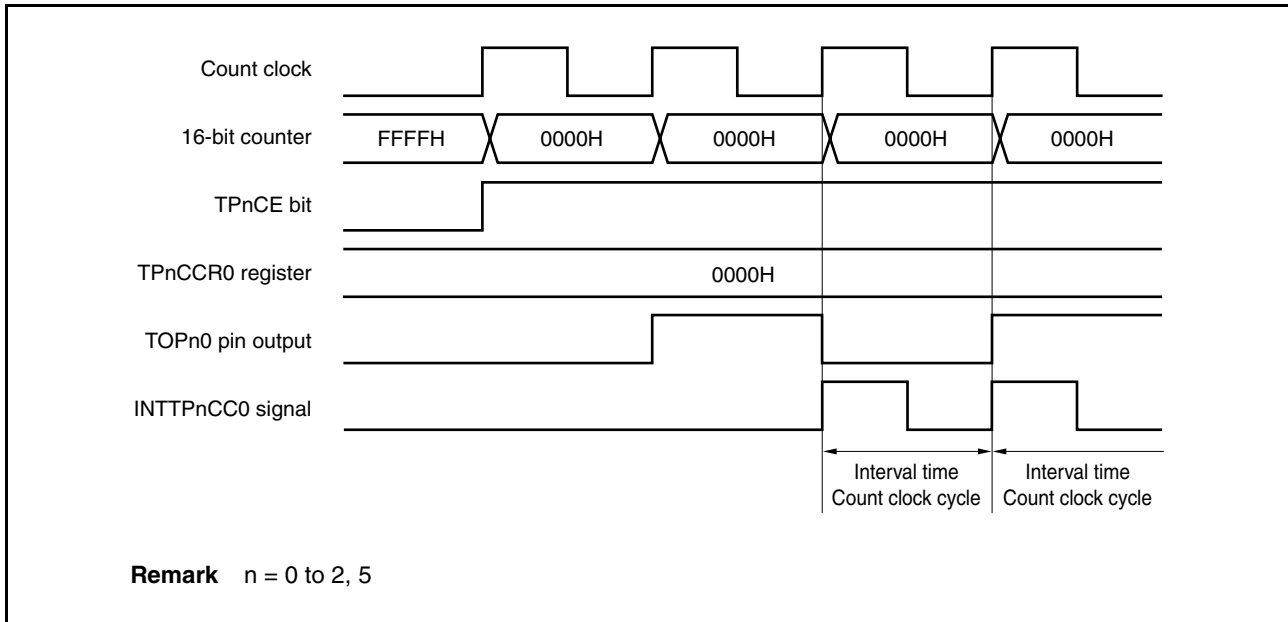 Count clock
16-bit counter FFFFH 0000H 0000H 0000H 0000H
TPnCE bit
TPnCCR0 register 0000H
TOPn0 pin output
INTTPnCC0 signal
Interval time Interval time
Count clock cycle Count clock cycle
Remark n = 0 to 2, 5